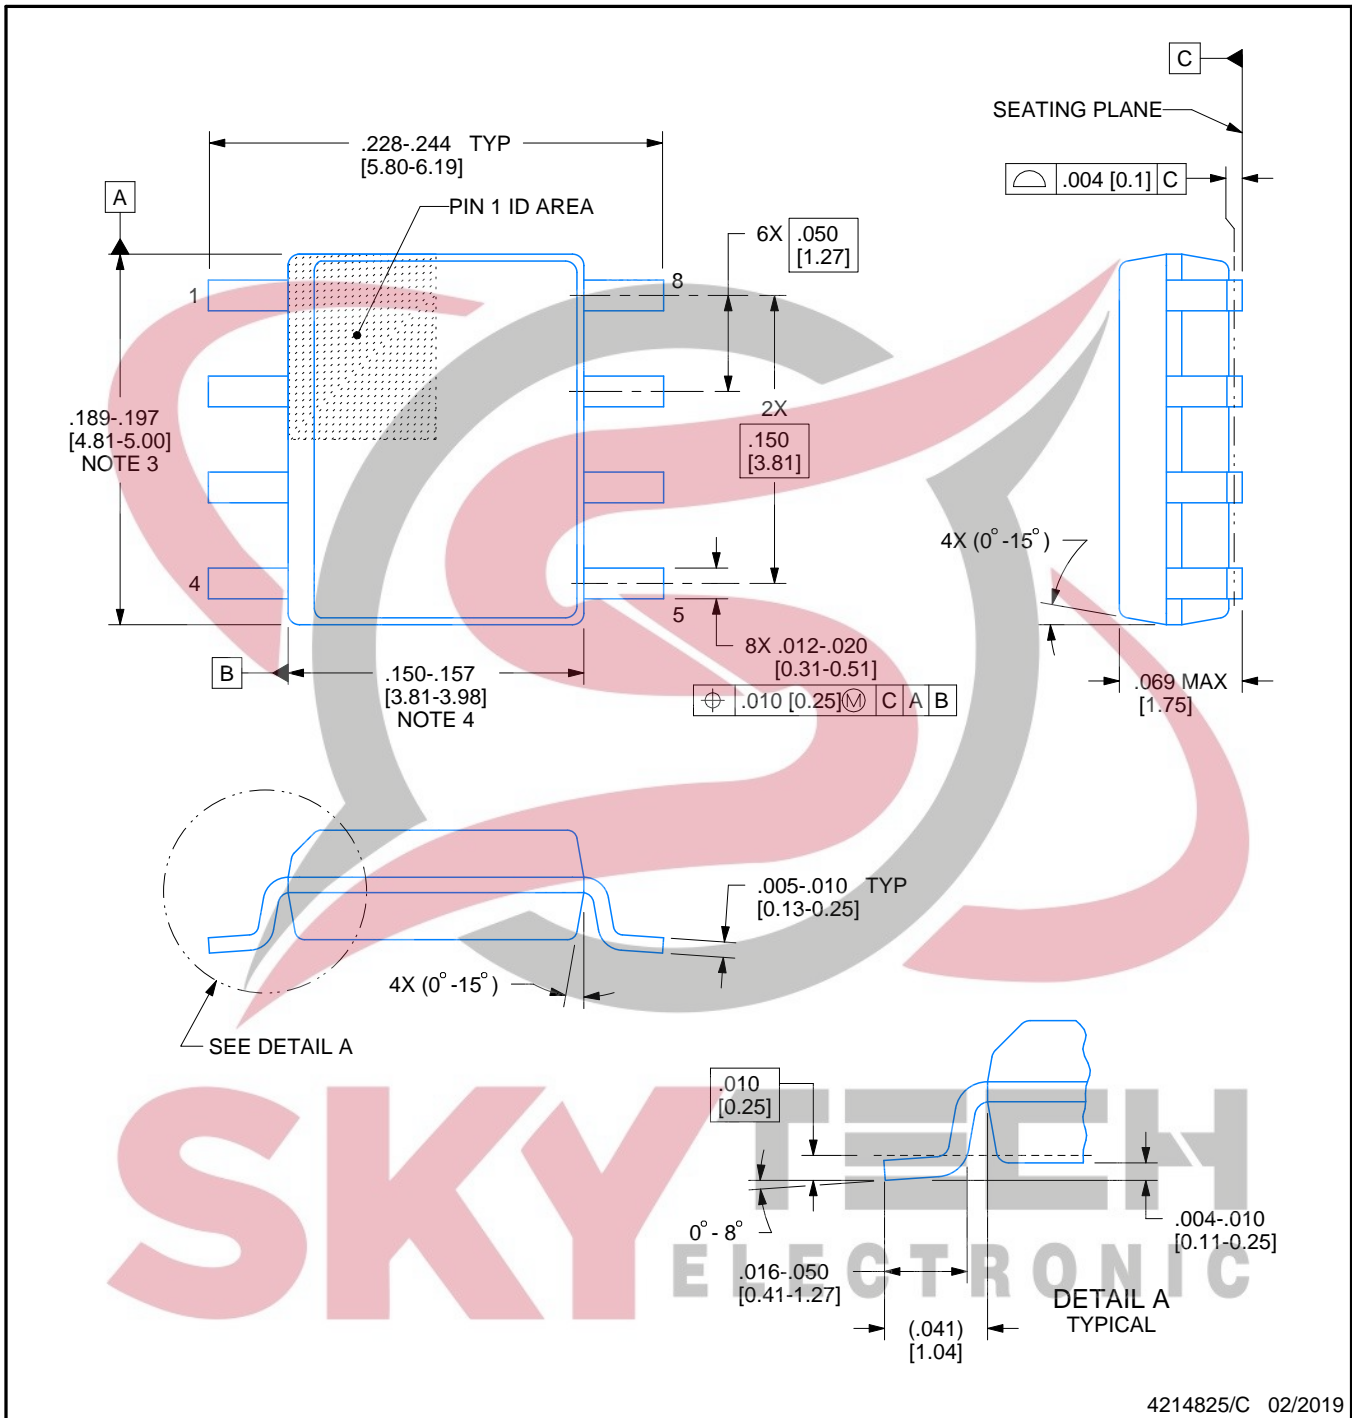 C
SEATING PLANE
.228-.244 TYP
[5.80-6.19]
.004 [0.1] C
A
PIN 1 ID AREA
6X .050
[1.27]
1
8
2X
.150
[3.81]
.189-.197
[4.81-5.00]
NOTE 3
4X (0°-15°)
4
5
8X .012-.020
[0.31-0.51]
B
.150-.157
[3.81-3.98]
NOTE 4
.010 [0.25] Ⓜ C A B
.069 MAX
[1.75]
.005-.010 TYP
[0.13-0.25]
4X (0°-15°)
SEE DETAIL A
.010
[0.25]
SKYTECH
ELECTRONIC
0°- 8°
.004-.010
[0.11-0.25]
.016-.050
[0.41-1.27]
DETAIL A
TYPICAL
(.041)
[1.04]
4214825/C 02/2019